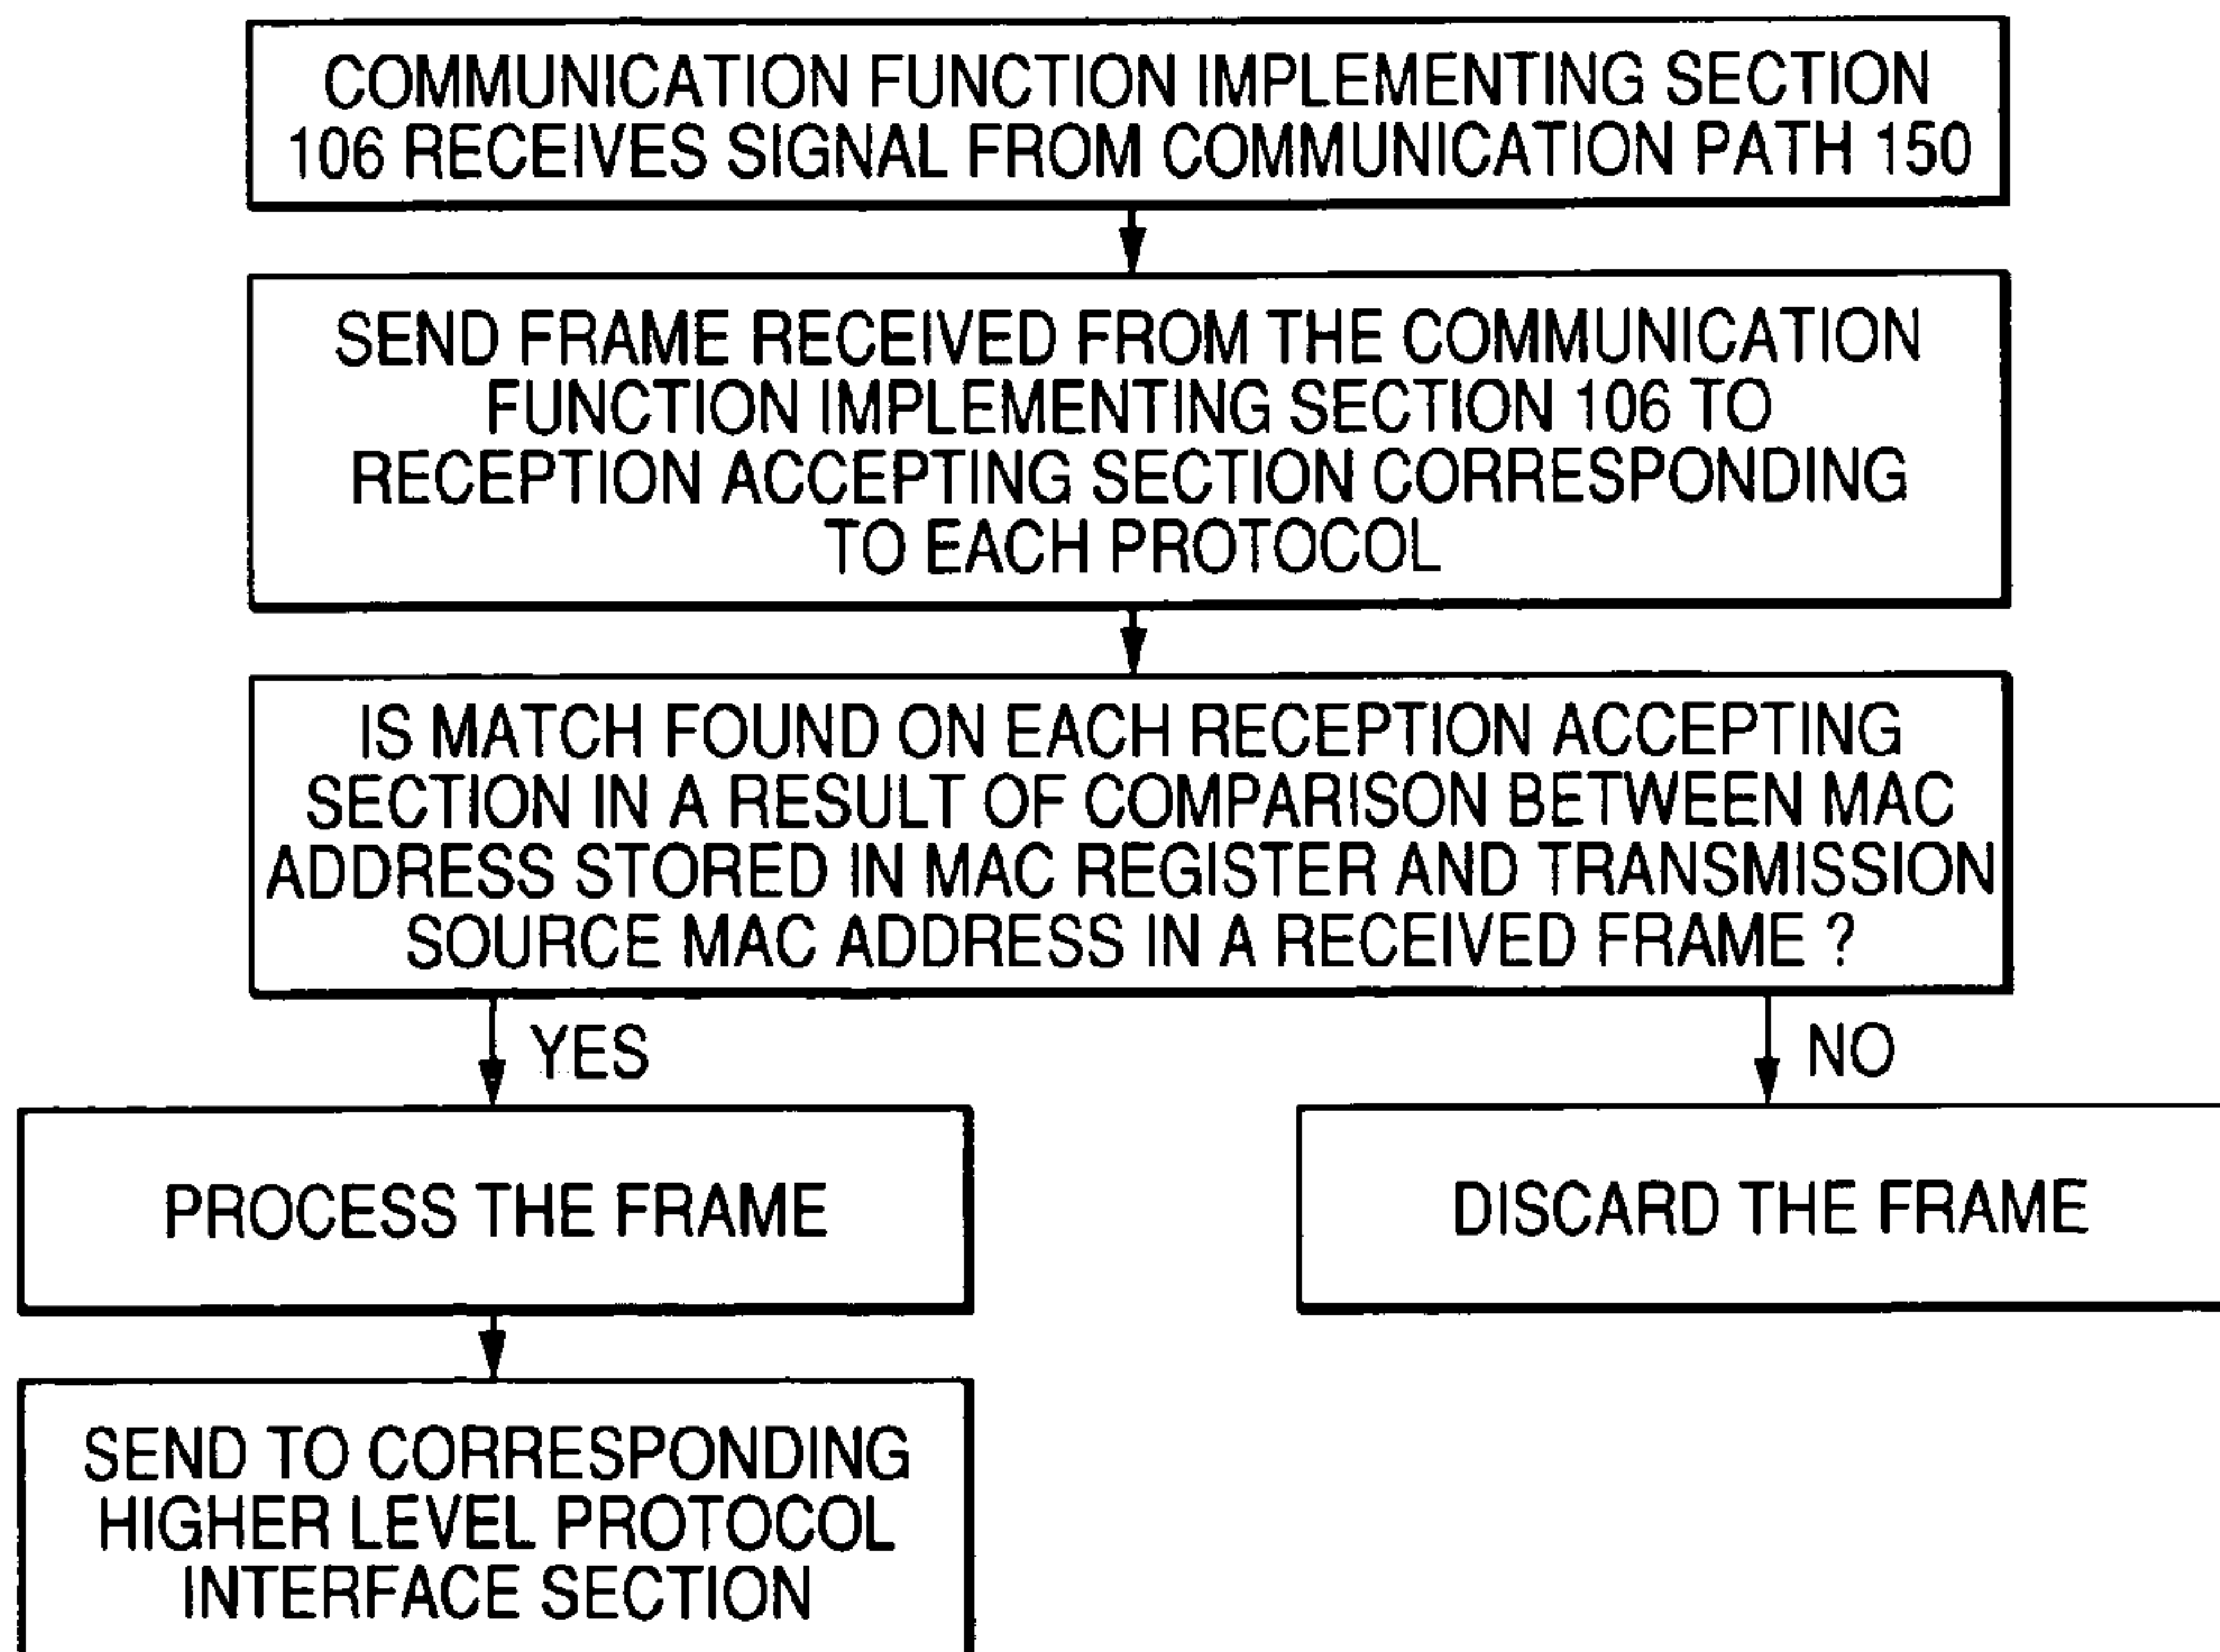 COMMUNICATION FUNCTION IMPLEMENTING SECTION
106 RECEIVES SIGNAL FROM COMMUNICATION PATH 150
SEND FRAME RECEIVED FROM THE COMMUNICATION
FUNCTION IMPLEMENTING SECTION 106 TO
RECEPTION ACCEPTING SECTION CORRESPONDING
TO EACH PROTOCOL
IS MATCH FOUND ON EACH RECEPTION ACCEPTING
SECTION IN A RESULT OF COMPARISON BETWEEN MAC
ADDRESS STORED IN MAC REGISTER AND TRANSMISSION
SOURCE MAC ADDRESS IN A RECEIVED FRAME ?
YES
NO
PROCESS THE FRAME
DISCARD THE FRAME
SEND TO CORRESPONDING
HIGHER LEVEL PROTOCOL
INTERFACE SECTION